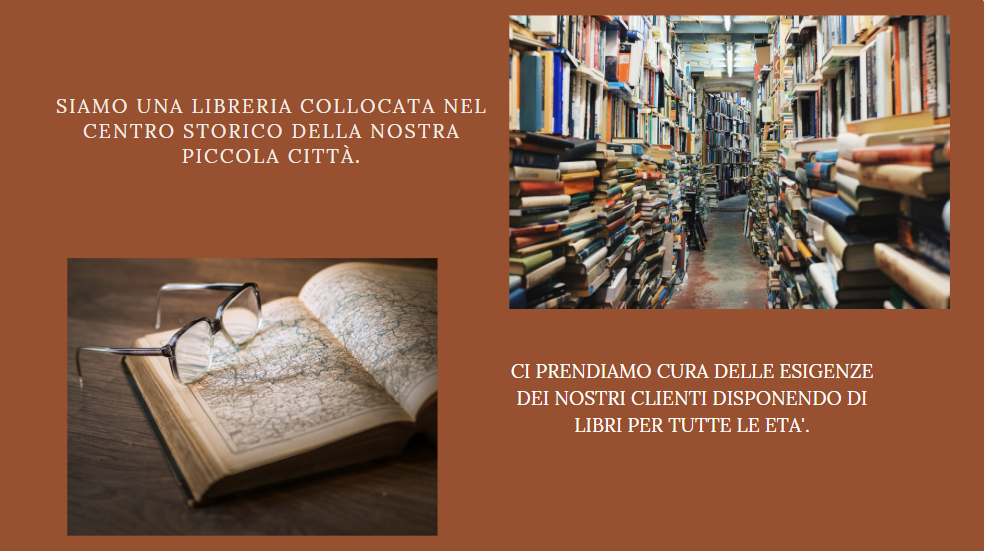 SIAMO UNA LIBRERIA COLLOCATA NEL
CENTRO STORICO DELLA NOSTRA
PICCOLA CITTÀ.
CI PRENDIAMO CURA DELLE ESIGENZE
DEI NOSTRI CLIENTI DISPONENDO DI
LIBRI PER TUTTE LE ETA'.